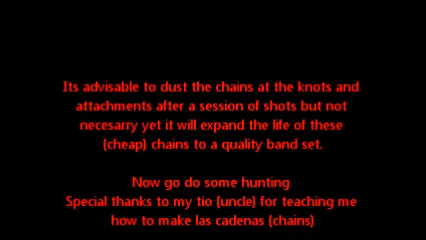 Its advisable to dust the chains at the knots and
attachments after a session of shots but not
necesarry yet it will expand the life of these
(cheap) chains to a quality band set.
Now go do some hunting
Special thanks to my tio (uncle) for teaching me
how to make las cadenas (chains)